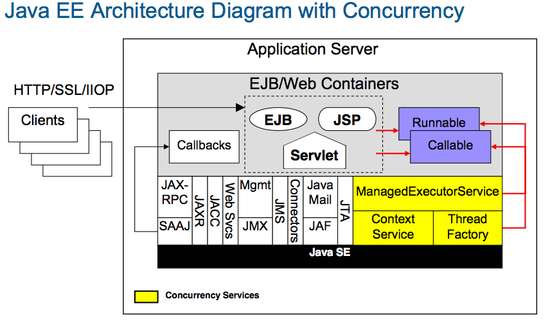 Java EE Architecture Diagram with Concurrency
Application Server
HTTP/SSL/IIOP
EJB/Web Containers
Clients
EJB
JSP
Runnable
Callbacks
Servlet
Callable
JAX-
RPC
SAAJ
JAXR
JACC
Web Svcs
Mgmt
JMX
JMS
Connectors
Java
Mail
JAF
JTA
ManagedExecutorService
Context
Service
Thread
Factory
Java SE
Concurrency Services